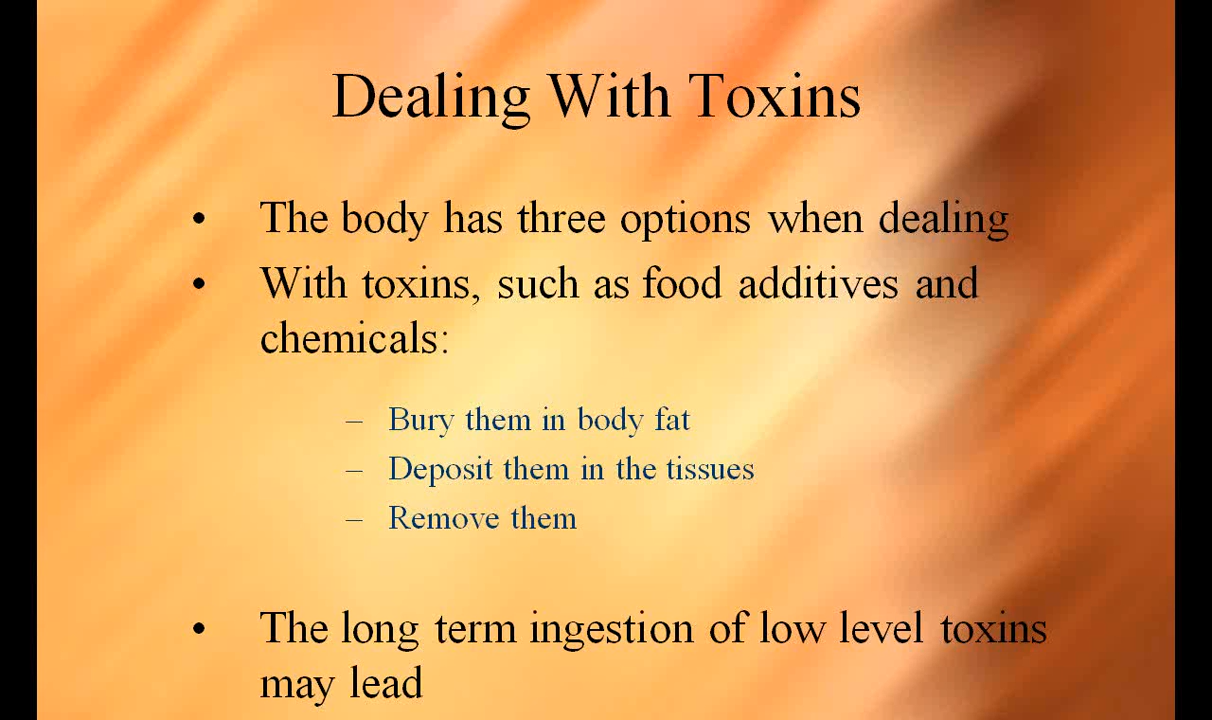 Dealing With Toxins
• The body has three options when dealing
• With toxins, such as food additives and
chemicals:
– Bury them in body fat
– Deposit them in the tissues
– Remove them
• The long term ingestion of low level toxins
may lead